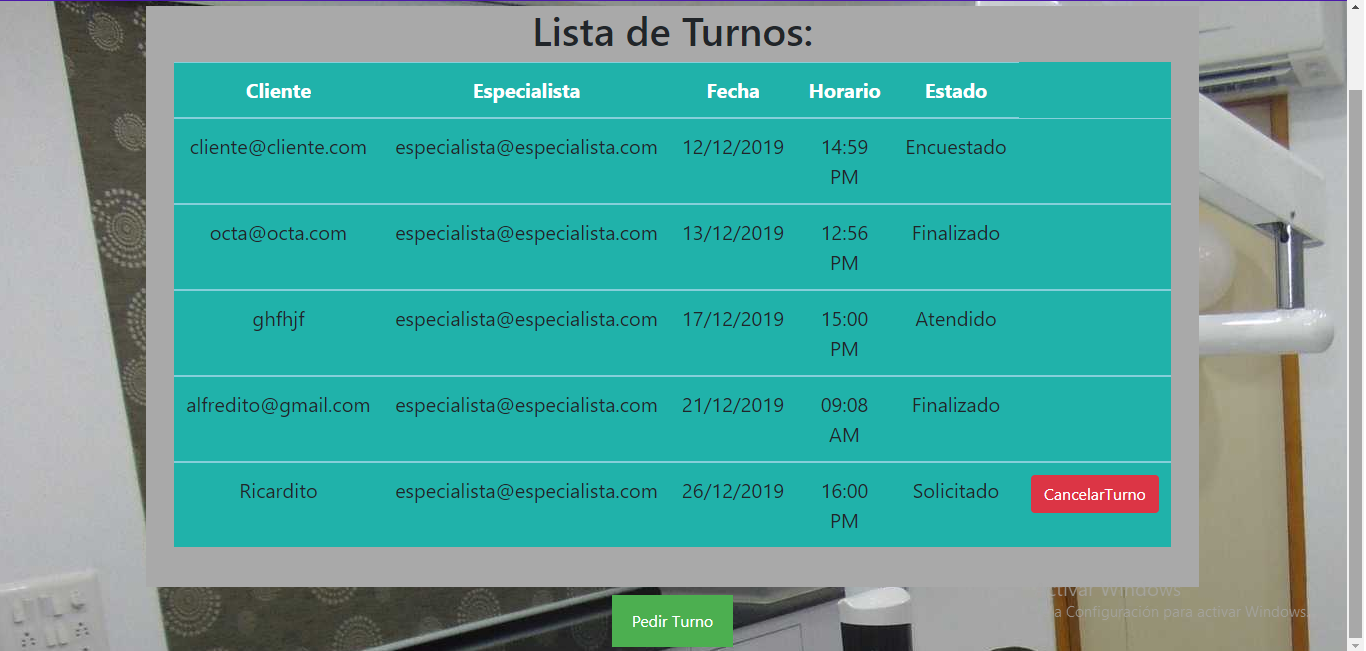 Lista de Turnos:
Cliente Especialista Fecha Horario Estado
cliente@cliente.com especialista@especialista.com 12/12/2019 14:59 Encuestado
PM
octa@octa.com especialista@especialista.com 13/12/2019 12:56 Finalizado
PM
ghfhjf especialista@especialista.com 17/12/2019 15:00 Atendido
PM
alfredito@gmail.com especialista@especialista.com 21/12/2019 09:08 Finalizado
AM
Ricardito especialista@especialista.com 26/12/2019 16:00 Solicitado CancelarTurno
PM
Activar Windows
a Configuración para activar Windows.
Pedir Turno